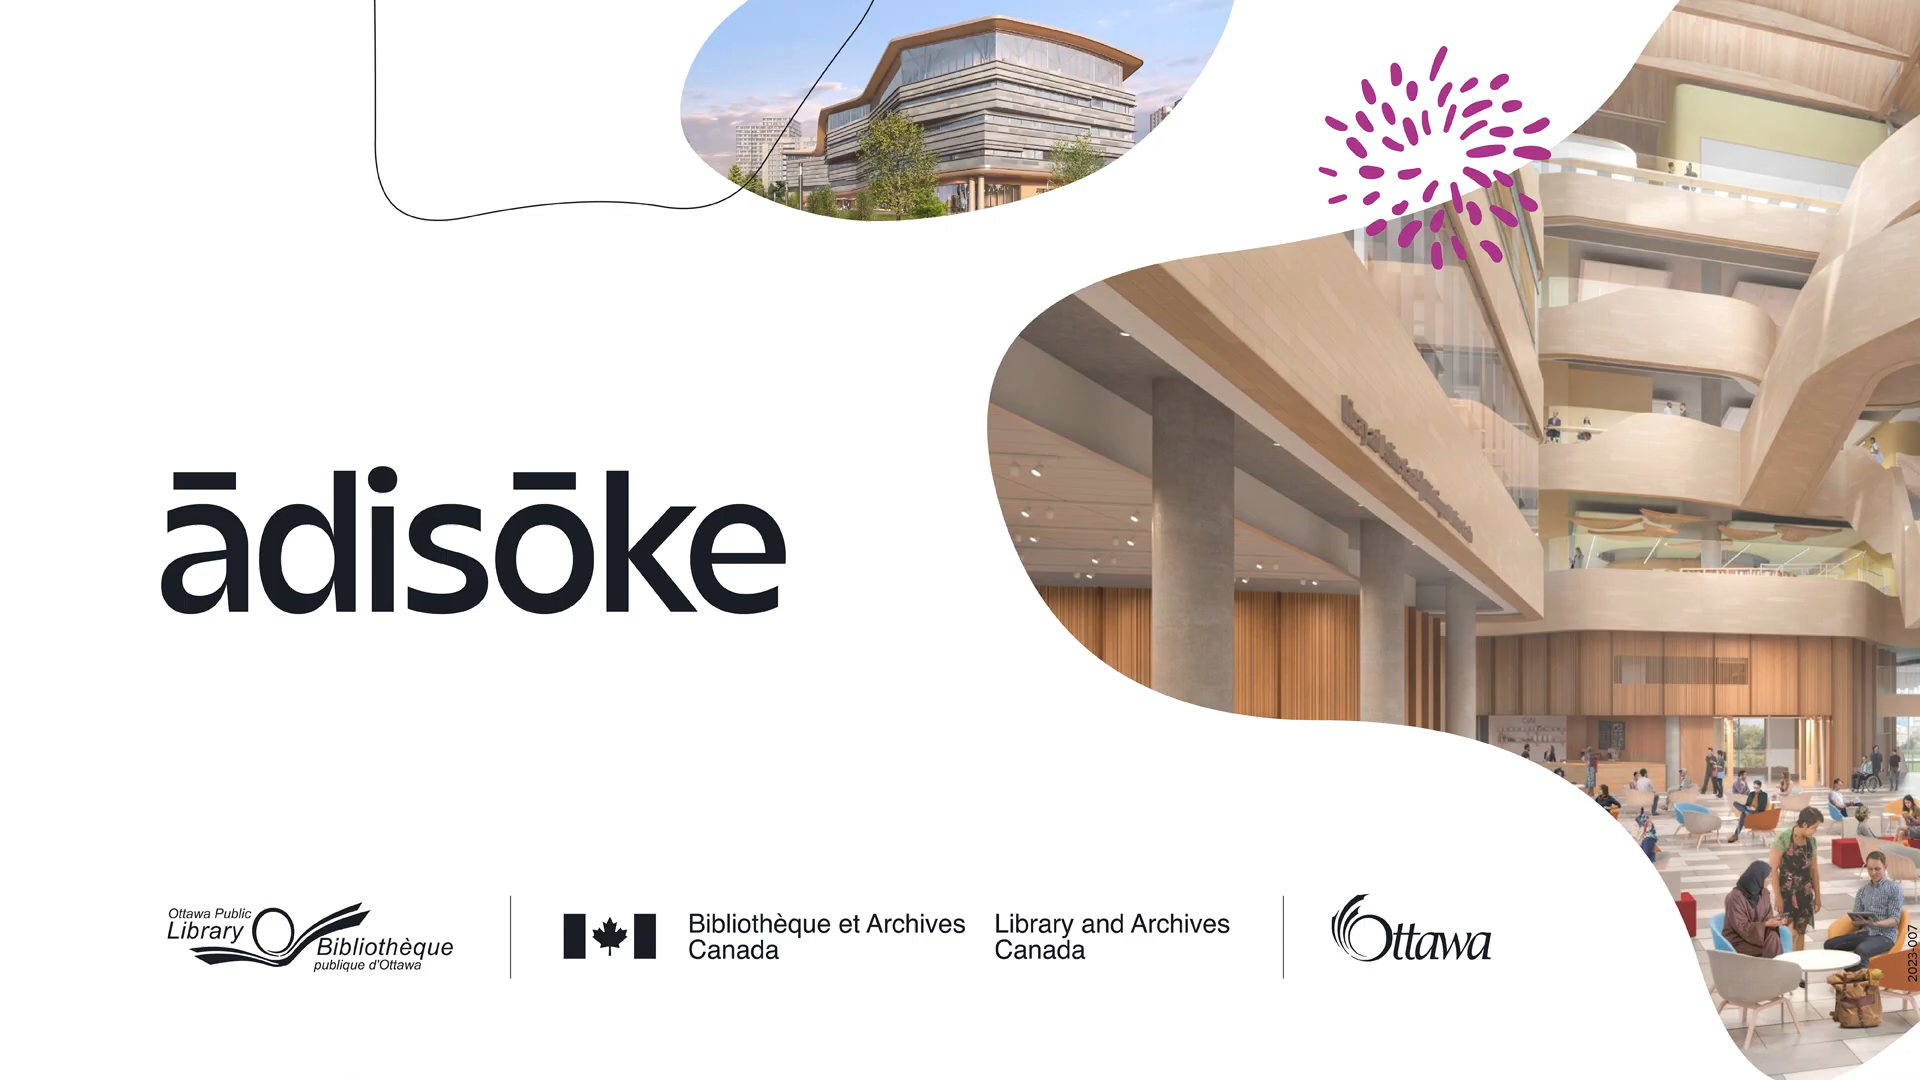 ādisōke
Ottawa Public
Library
Bibliothèque
publique d'Ottawa
Bibliothèque et Archives
Canada
Library and Archives
Canada
Ottawa
2023-007